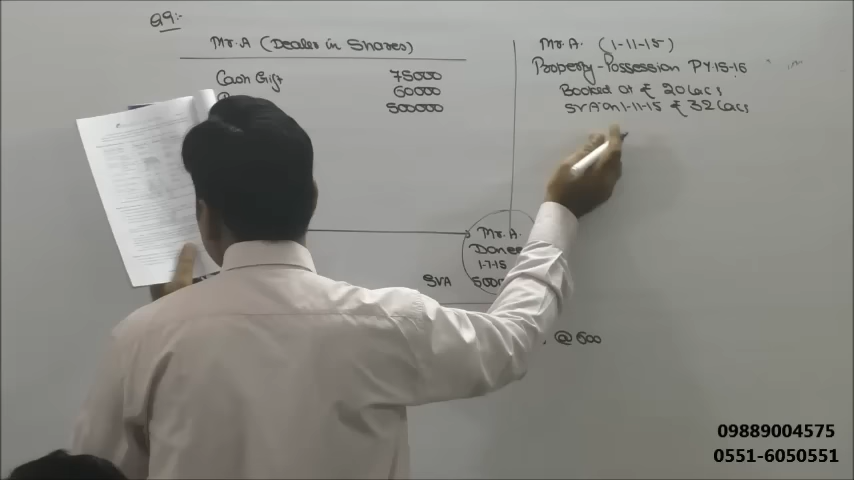 Q9:-
Mr. A (Dealer in Shares)
Cash Gift 75000
60000
500000
Mr. A. (1-11-15)
Property-Possession PY.15-16
Booked at ₹ 20 lacs
SVA on 1-11-15 ₹ 32 lacs
Mr. A.
Donee
1-7-15
SVA
@ 600
09889004575
0551-6050551